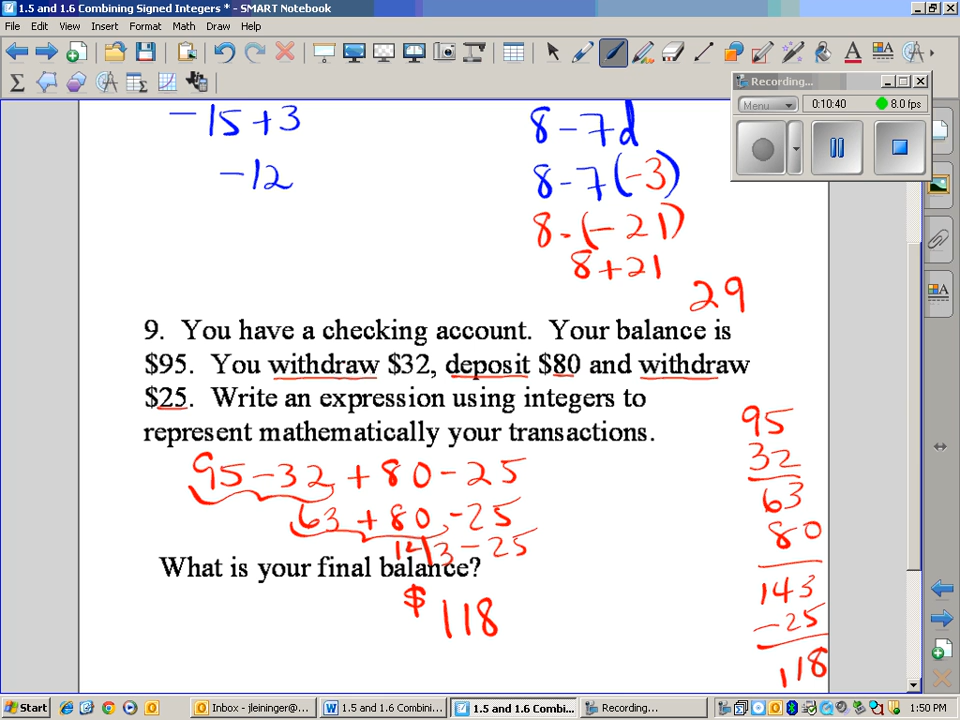 1.5 and 1.6 Combining Signed Integers * - SMART Notebook
File Edit View Insert Format Math Draw Help
Recording...
Menu 0:10:40 8.0 fps
-15+3
-12
8-7d
8-7(-3)
8-(-21)
8+21
29
9. You have a checking account. Your balance is
$95. You withdraw $32, deposit $80 and withdraw
$25. Write an expression using integers to
represent mathematically your transactions.
95-32+80-25
63+80-25
143-25
What is your final balance?
$118
95
32
63
80
143
-25
118
Start Inbox - jleininger@... 1.5 and 1.6 Combini... 1.5 and 1.6 Combin... Recording... 1:50 PM